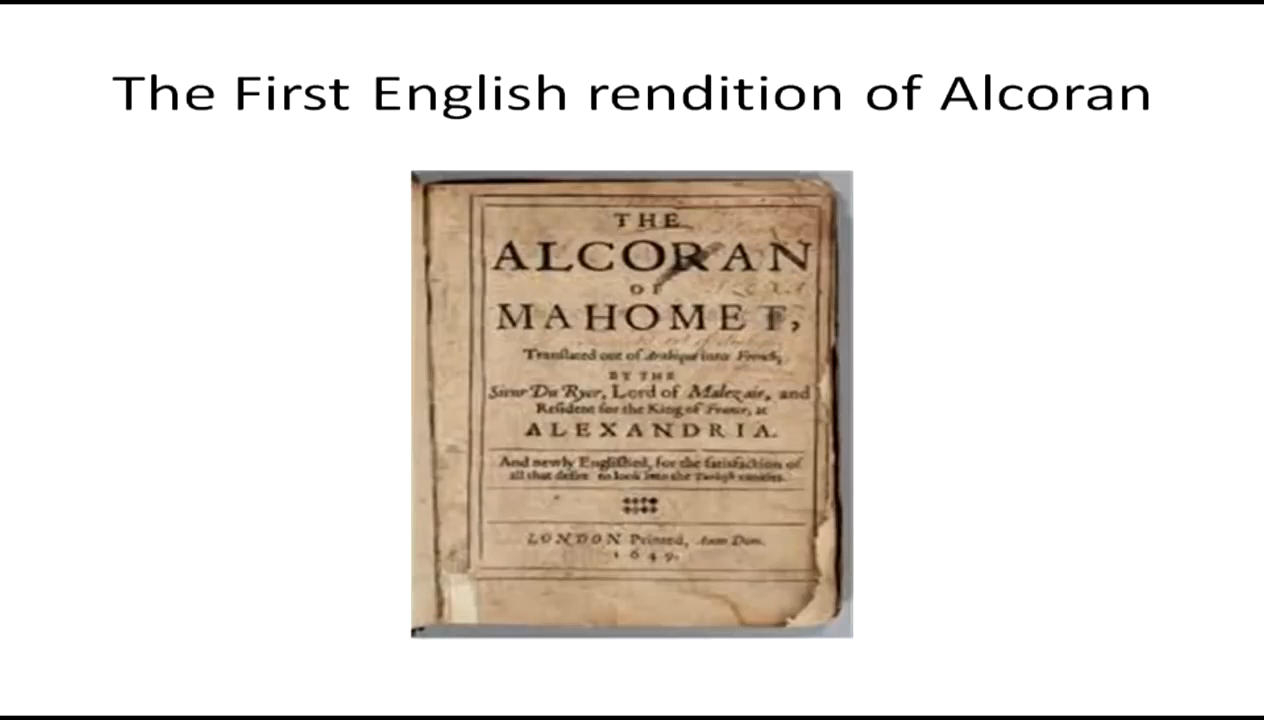 The First English rendition of Alcoran
THE
ALCORAN
OF
MAHOMET,
Translated out of Arabique into French;
BY THE
Sieur Du Ryer, Lord of Malezair, and
Resident for the King of France, at
ALEXANDRIA.
And newly Englished, for the satisfaction of
all that desire to look into the Turkish vanities.
LONDON Printed, Anno Dom.
1649.